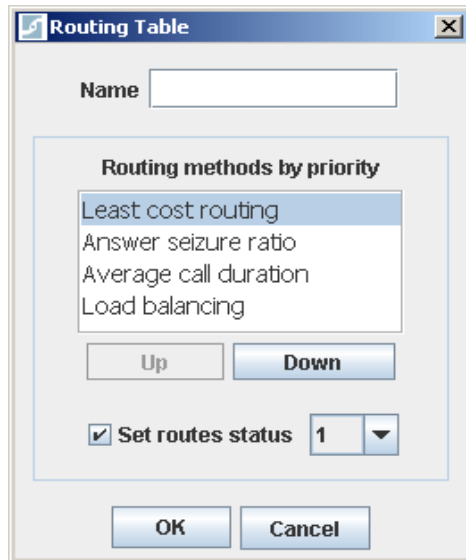 Routing Table
Name
Routing methods by priority
Least cost routing
Answer seizure ratio
Average call duration
Load balancing
Up Down
Set routes status 1
OK Cancel